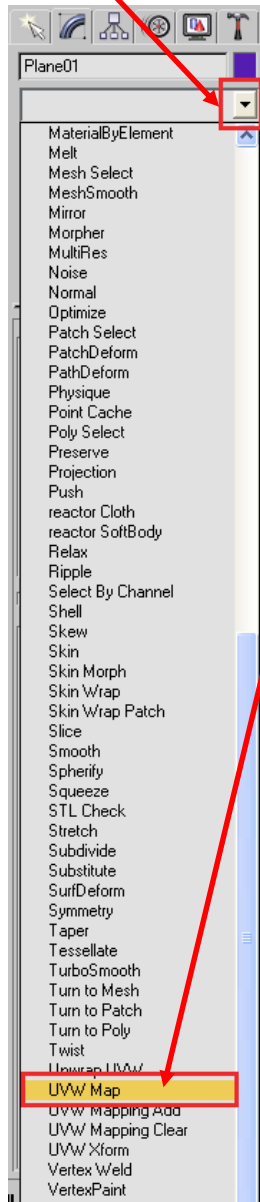 Plane01
MaterialByElement
Melt
Mesh Select
MeshSmooth
Mirror
Morpher
MultiRes
Noise
Normal
Optimize
Patch Select
PatchDeform
PathDeform
Physique
Point Cache
Poly Select
Preserve
Projection
Push
reactor Cloth
reactor SoftBody
Relax
Ripple
Select By Channel
Shell
Skew
Skin
Skin Morph
Skin Wrap
Skin Wrap Patch
Slice
Smooth
Spherify
Squeeze
STL Check
Stretch
Subdivide
Substitute
SurfDeform
Symmetry
Taper
Tessellate
TurboSmooth
Turn to Mesh
Turn to Patch
Turn to Poly
Twist
Unwrap UVW
UVW Map
UVW Mapping Add
UVW Mapping Clear
UVW Xform
Vertex Weld
VertexPaint